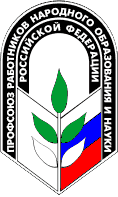 ПРОФСОЮЗ РАБОТНИКОВ НАРОДНОГО ОБРАЗОВАНИЯ И НАУКИ
РОССИЙСКОЙ ФЕДЕРАЦИИ